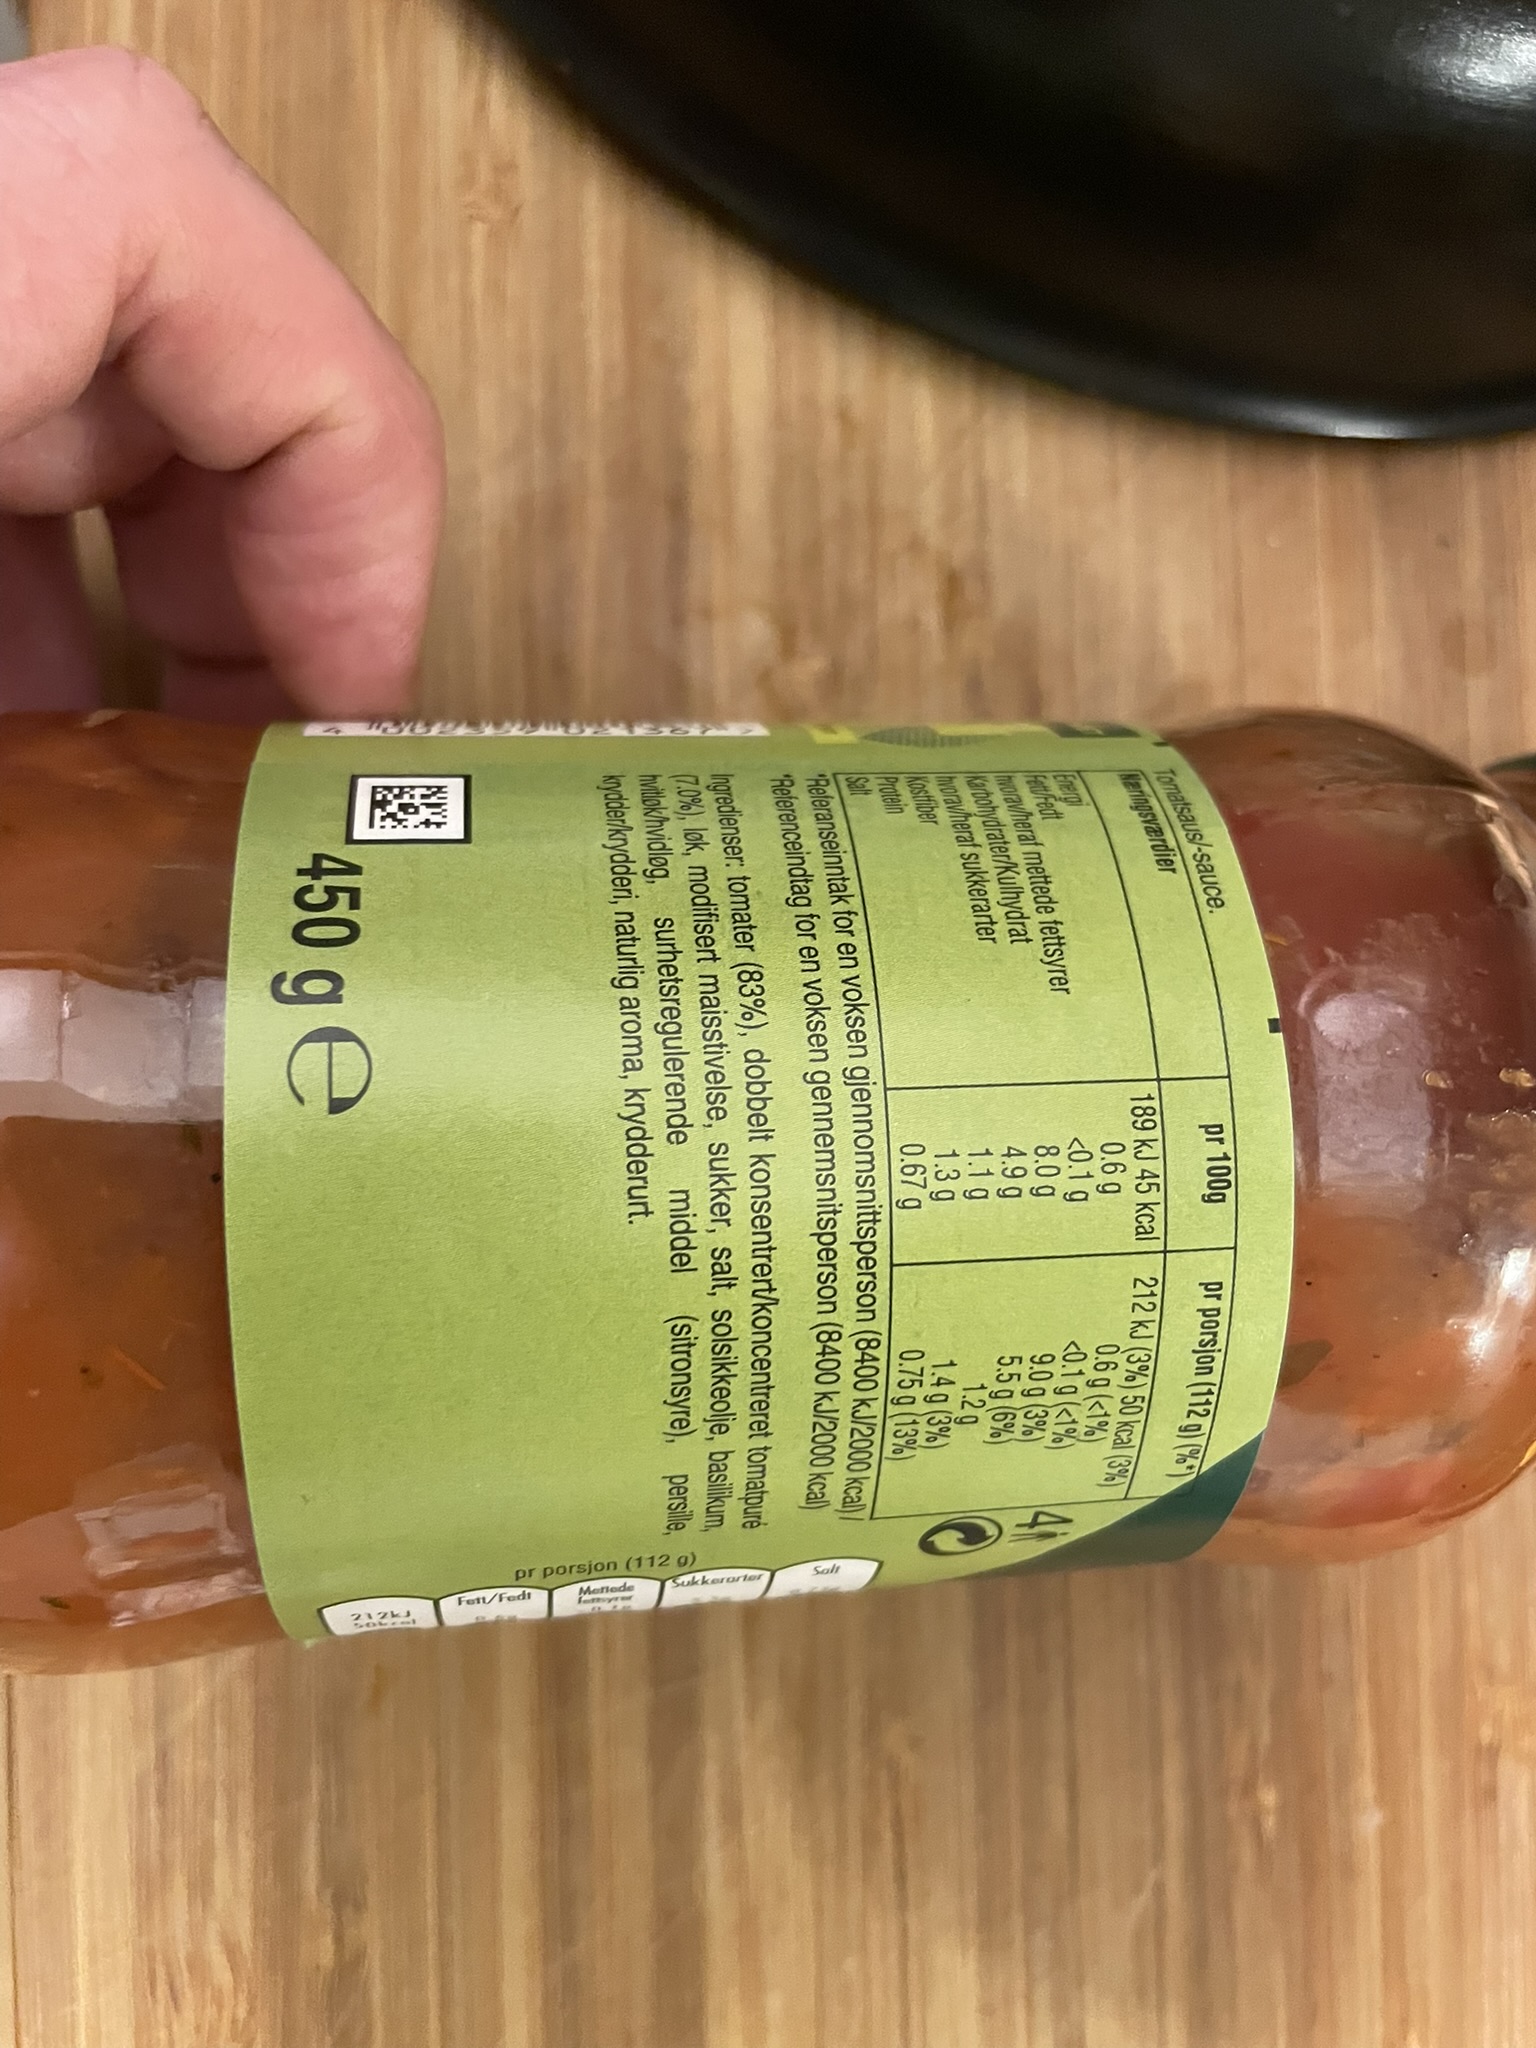 Tomatsaus/-sauce.
Næringsværdier pr 100g pr porsjon (112 g) (%*)
Energi 189 kJ 45 kcal 212 kJ (3%) 50 kcal (3%)
Fett/Fedt 0.6 g 0.6 g (<1%)
hvorav/heraf mettede fettsyrer <0.1 g <0.1 g (<1%)
Karbohydrater/Kulhydrat 8.0 g 9.0 g (3%)
hvorav/heraf sukkerarter 4.9 g 5.5 g (6%)
Kostfiber 1.1 g 1.2 g
Protein 1.3 g 1.4 g (3%)
Salt 0.67 g 0.75 g (13%)
*Referanseinntak for en voksen gjennomsnittsperson (8400 kJ/2000 kcal) /
*Referenceindtag for en voksen gennemsnitsperson (8400 kJ/2000 kcal)
Ingredienser: tomater (83%), dobbelt konsentrert/koncentreret tomatpuré
(7.0%), løk, modifisert maisstivelse, sukker, salt, solsikkeolje, basilikum,
hvitløk/hvidløg, surhetsregulerende middel (sitronsyre), persille,
krydder/krydderi, naturlig aroma, krydderurt.
450 g e
4
pr porsjon (112 g)
212kJ
50kcal
Fett/Fedt
Mettede
fettsyrer
Sukkerarter
Salt